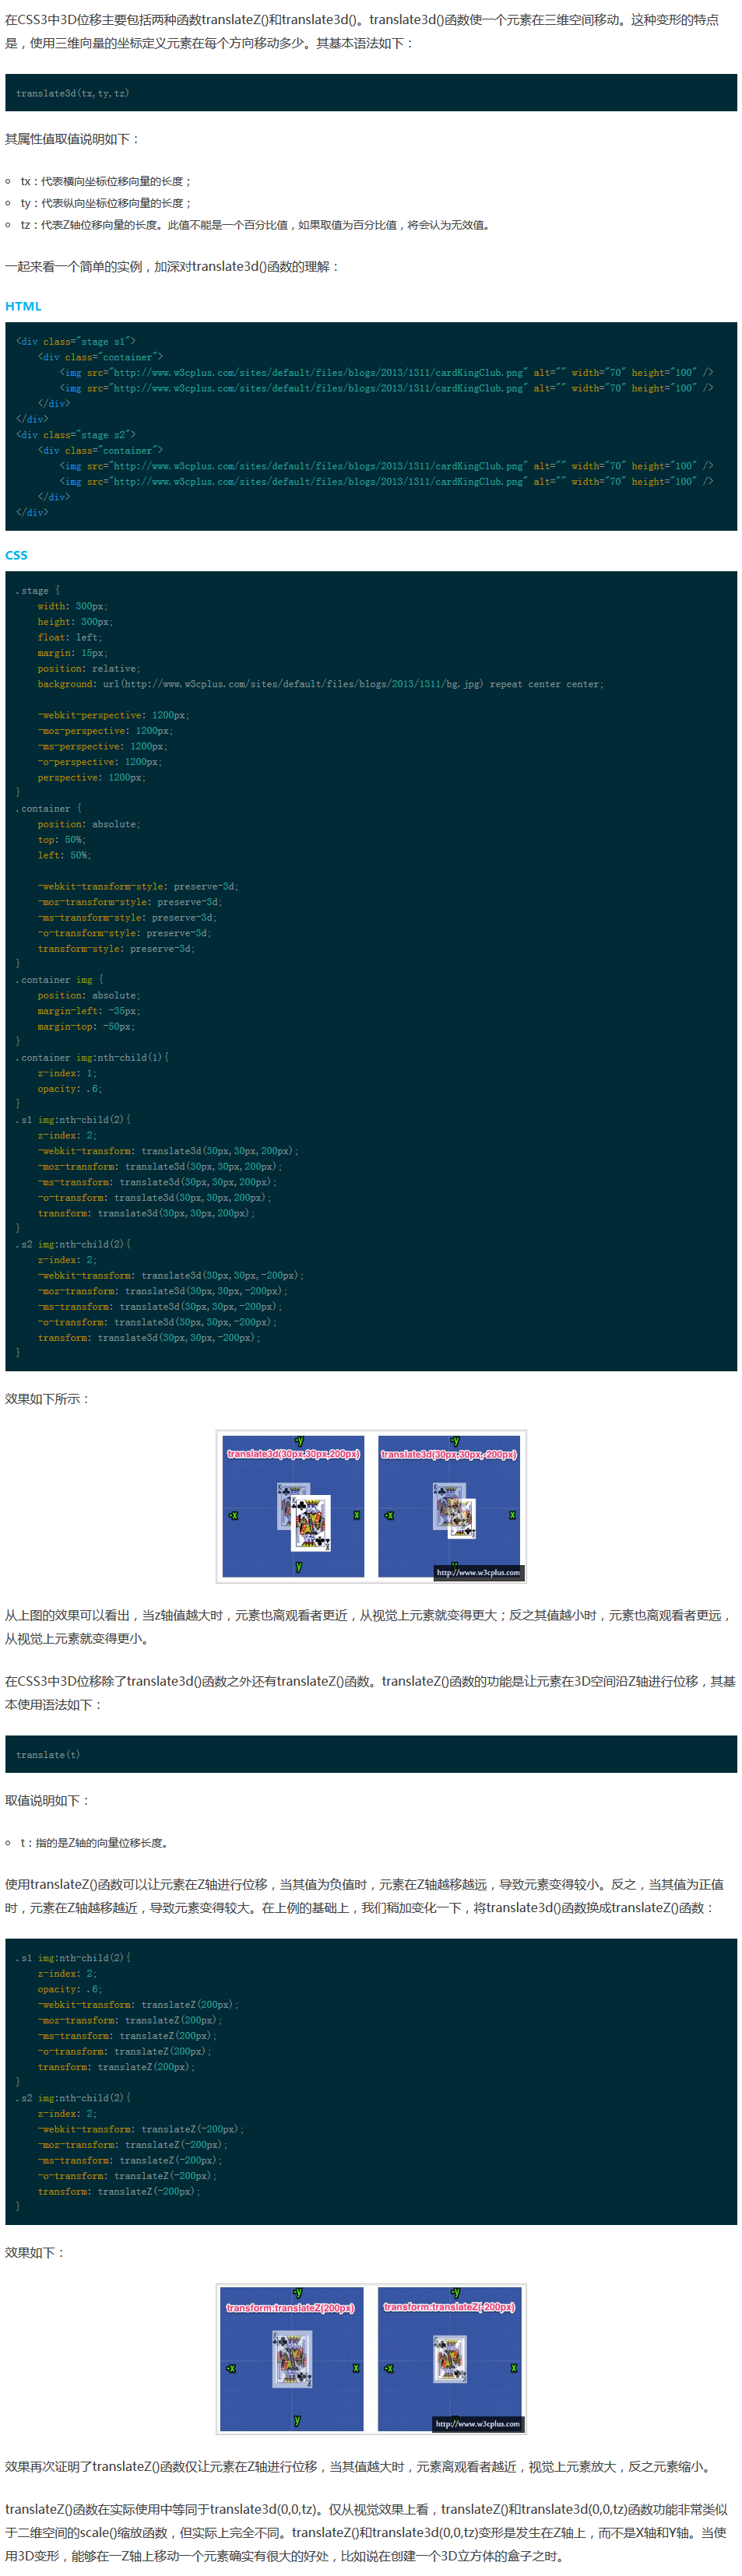 在CSS3中3D位移主要包括两种函数translateZ()和translate3d()。translate3d()函数使一个元素在三维空间移动。这种变形的特点
是，使用三维向量的坐标定义元素在每个方向移动多少。其基本语法如下：
translate3d(tx,ty,tz)
其属性值取值说明如下：
tx：代表横向坐标位移向量的长度；
ty：代表纵向坐标位移向量的长度；
tz：代表Z轴位移向量的长度。此值不能是一个百分比值，如果取值为百分比值，将会认为无效值。
一起来看一个简单的实例，加深对translate3d()函数的理解：
HTML
<div class="stage s1">
    <div class="container">
        <img src="http://www.w3cplus.com/sites/default/files/blogs/2013/1311/cardKingClub.png" alt="" width="70" height="100" />
        <img src="http://www.w3cplus.com/sites/default/files/blogs/2013/1311/cardKingClub.png" alt="" width="70" height="100" />
    </div>
</div>
<div class="stage s2">
    <div class="container">
        <img src="http://www.w3cplus.com/sites/default/files/blogs/2013/1311/cardKingClub.png" alt="" width="70" height="100" />
        <img src="http://www.w3cplus.com/sites/default/files/blogs/2013/1311/cardKingClub.png" alt="" width="70" height="100" />
    </div>
</div>
CSS
.stage {
    width: 300px;
    height: 300px;
    float: left;
    margin: 15px;
    position: relative;
    background: url(http://www.w3cplus.com/sites/default/files/blogs/2013/1311/bg.jpg) repeat center center;
    -webkit-perspective: 1200px;
    -moz-perspective: 1200px;
    -ms-perspective: 1200px;
    -o-perspective: 1200px;
    perspective: 1200px;
}
.container {
    position: absolute;
    top: 50%;
    left: 50%;
    -webkit-transform-style: preserve-3d;
    -moz-transform-style: preserve-3d;
    -ms-transform-style: preserve-3d;
    -o-transform-style: preserve-3d;
    transform-style: preserve-3d;
}
.container img {
    position: absolute;
    margin-left: -35px;
    margin-top: -50px;
}
.container img:nth-child(1){
    z-index: 1;
    opacity: .6;
}
.s1 img:nth-child(2){
    z-index: 2;
    -webkit-transform: translate3d(30px,30px,200px);
    -moz-transform: translate3d(30px,30px,200px);
    -ms-transform: translate3d(30px,30px,200px);
    -o-transform: translate3d(30px,30px,200px);
    transform: translate3d(30px,30px,200px);
}
.s2 img:nth-child(2){
    z-index: 2;
    -webkit-transform: translate3d(30px,30px,-200px);
    -moz-transform: translate3d(30px,30px,-200px);
    -ms-transform: translate3d(30px,30px,-200px);
    -o-transform: translate3d(30px,30px,-200px);
    transform: translate3d(30px,30px,-200px);
}
效果如下所示：
-y -y
translate3d(30px,30px,200px) translate3d(30px,30px,-200px)
-x x -x x
y y
http://www.w3cplus.com
从上图的效果可以看出，当z轴值越大时，元素也离观看者更近，从视觉上元素就变得更大；反之其值越小时，元素也离观看者更远，
从视觉上元素就变得更小。
在CSS3中3D位移除了translate3d()函数之外还有translateZ()函数。translateZ()函数的功能是让元素在3D空间沿Z轴进行位移，其基
本使用语法如下：
translate(t)
取值说明如下：
t：指的是Z轴的向量位移长度。
使用translateZ()函数可以让元素在Z轴进行位移，当其值为负值时，元素在Z轴越移越远，导致元素变得较小。反之，当其值为正值
时，元素在Z轴越移越近，导致元素变得较大。在上例的基础上，我们稍加变化一下，将translate3d()函数换成translateZ()函数：
.s1 img:nth-child(2){
    z-index: 2;
    opacity: .6;
    -webkit-transform: translateZ(200px);
    -moz-transform: translateZ(200px);
    -ms-transform: translateZ(200px);
    -o-transform: translateZ(200px);
    transform: translateZ(200px);
}
.s2 img:nth-child(2){
    z-index: 2;
    -webkit-transform: translateZ(-200px);
    -moz-transform: translateZ(-200px);
    -ms-transform: translateZ(-200px);
    -o-transform: translateZ(-200px);
    transform: translateZ(-200px);
}
效果如下：
-y -y
transform:translateZ(200px) transform:translateZ(-200px)
-x x -x x
y
http://www.w3cplus.com
效果再次证明了translateZ()函数仅让元素在Z轴进行位移，当其值越大时，元素离观看者越近，视觉上元素放大，反之元素缩小。
translateZ()函数在实际使用中等同于translate3d(0,0,tz)。仅从视觉效果上看，translateZ()和translate3d(0,0,tz)函数功能非常类似
于二维空间的scale()缩放函数，但实际上完全不同。translateZ()和translate3d(0,0,tz)变形是发生在Z轴上，而不是X轴和Y轴。当使
用3D变形，能够在一Z轴上移动一个元素确实有很大的好处，比如说在创建一个3D立方体的盒子之时。